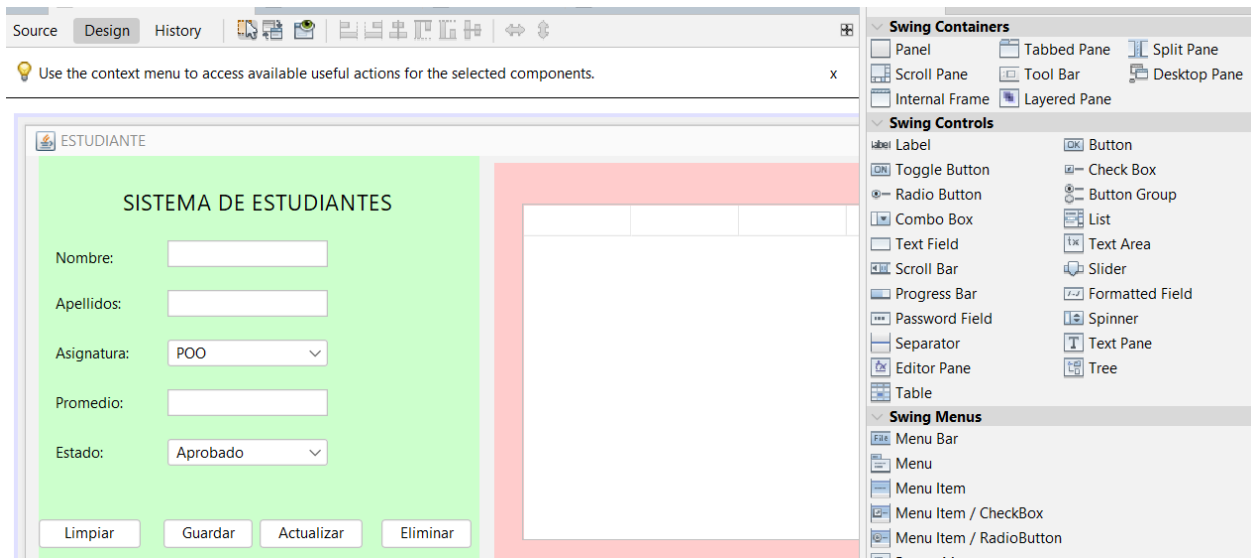 Source Design History
Use the context menu to access available useful actions for the selected components. x
ESTUDIANTE
SISTEMA DE ESTUDIANTES
Nombre:
Apellidos:
Asignatura: POO
Promedio:
Estado: Aprobado
Limpiar Guardar Actualizar Eliminar
Swing Containers
Panel Tabbed Pane Split Pane
Scroll Pane Tool Bar Desktop Pane
Internal Frame Layered Pane
Swing Controls
label Label OK Button
ON Toggle Button Check Box
Radio Button Button Group
Combo Box List
Text Field Text Area
Scroll Bar Slider
Progress Bar Formatted Field
Password Field Spinner
Separator T Text Pane
Editor Pane Tree
Table
Swing Menus
File Menu Bar
Menu
Menu Item
Menu Item / CheckBox
Menu Item / RadioButton